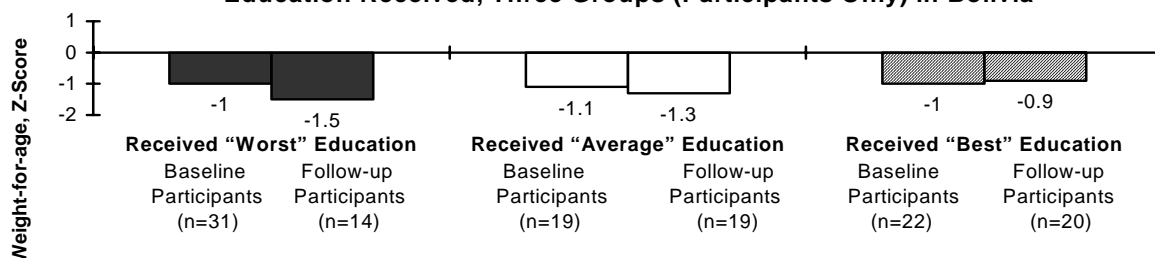 Education Received, Three Groups (Participants Only) in Bolivia
1
0
-1
-2
Weight-for-age, Z-Score
-1
-1.5
-1.1
-1.3
-1
-0.9
Received “Worst” Education
Received “Average” Education
Received “Best” Education
Baseline Participants (n=31)
Follow-up Participants (n=14)
Baseline Participants (n=19)
Follow-up Participants (n=19)
Baseline Participants (n=22)
Follow-up Participants (n=20)